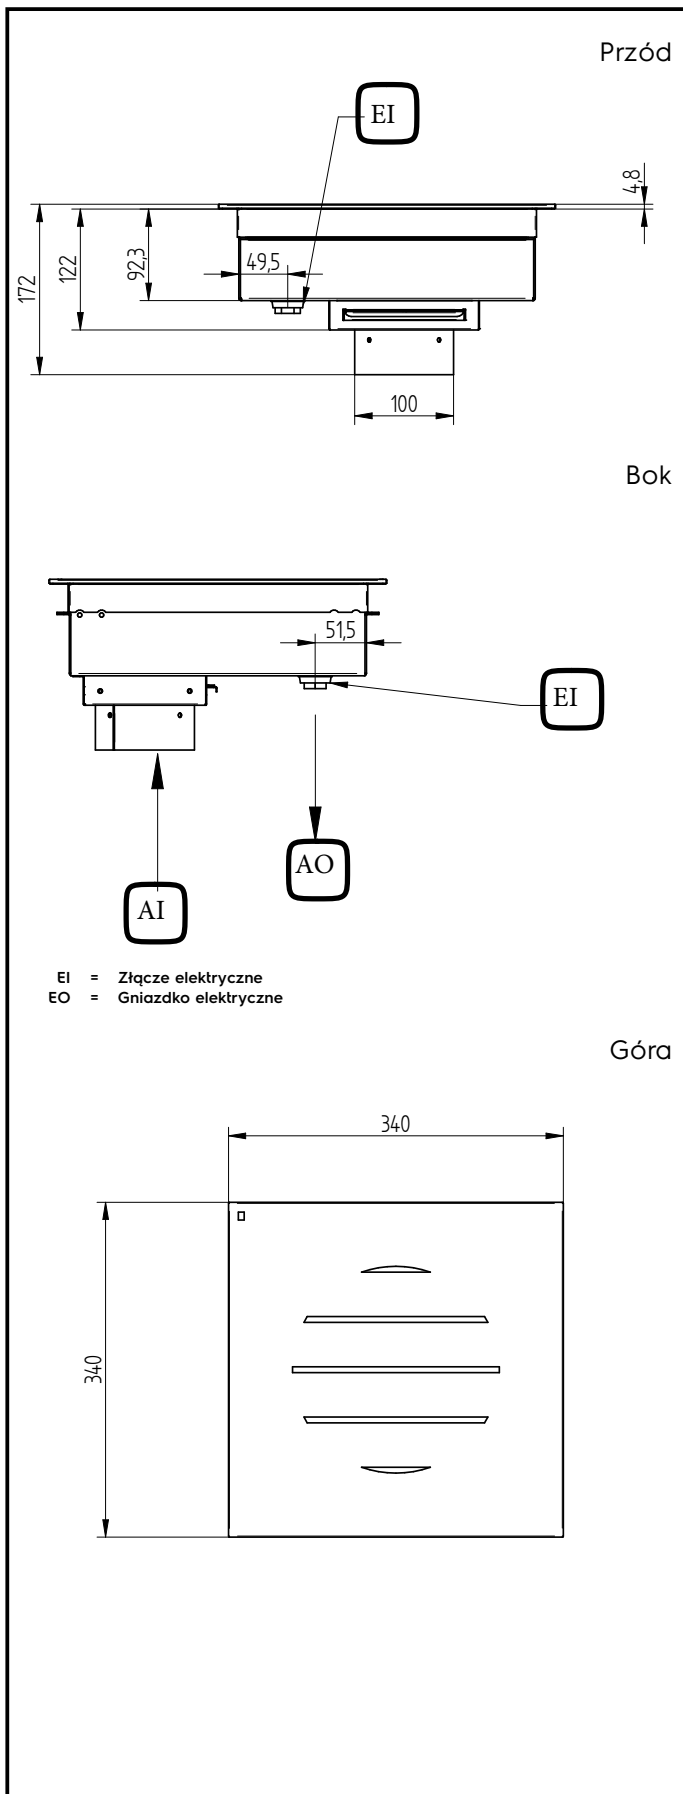 Przód
EI
4,8
172
122
92,3
49,5
100
Bok
51,5
EI
AO
AI
EI = Złącze elektryczne
EO = Gniazdko elektryczne
Góra
340
340